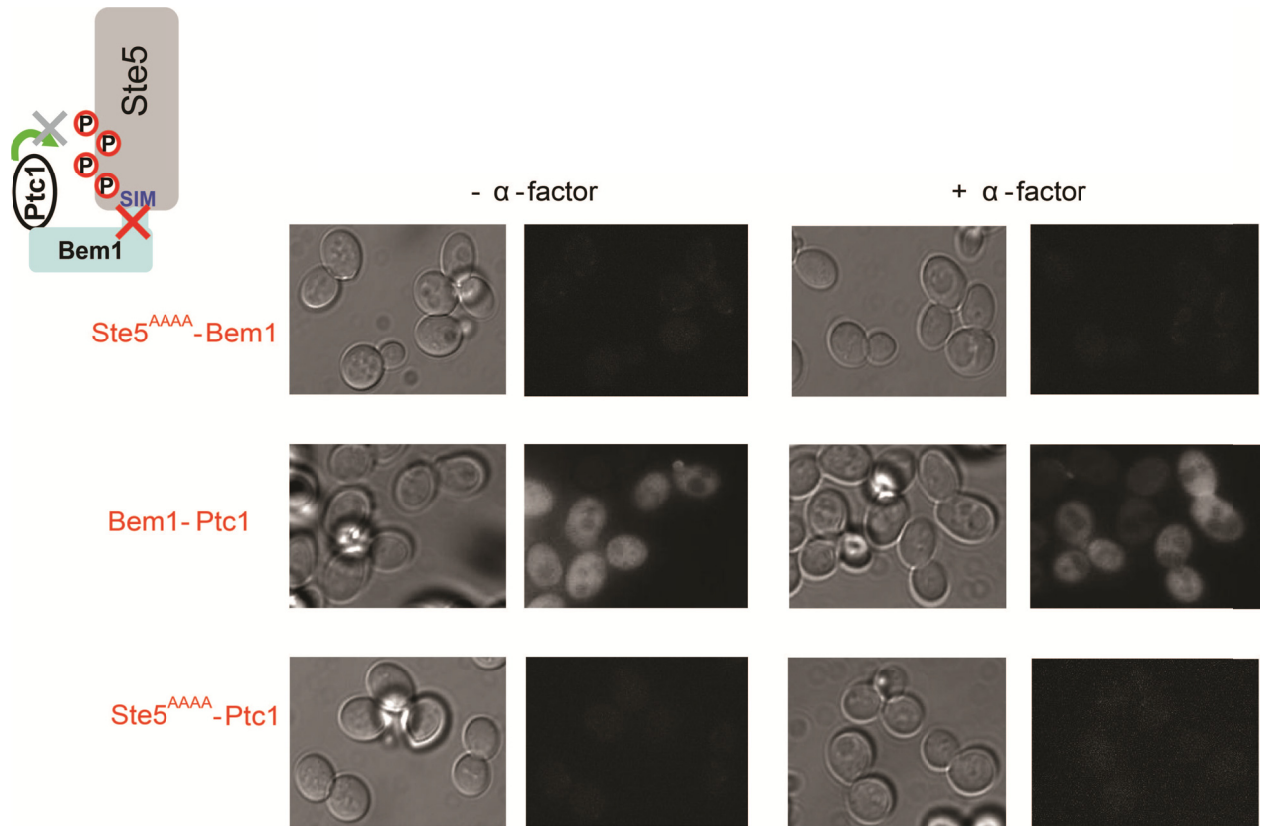 Ste5
P
P
P
P
Ptc1
SIM
Bem1
- α-factor
+ α-factor
Ste5AAAA-Bem1
Bem1-Ptc1
Ste5AAAA-Ptc1